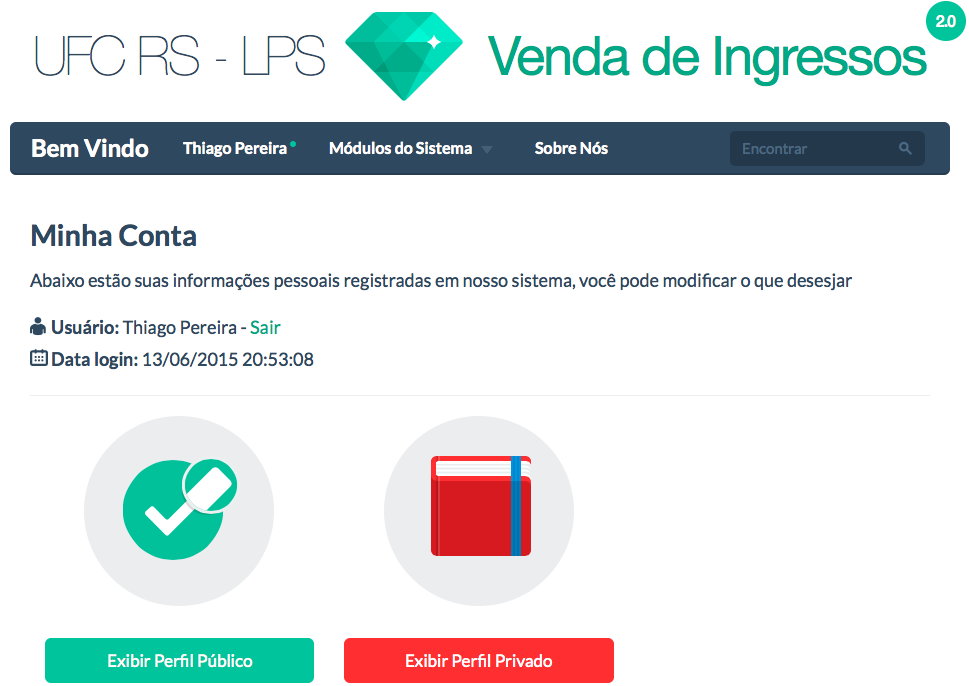 UFC RS - LPS Venda de Ingressos 2.0
Bem Vindo Thiago Pereira Módulos do Sistema Sobre Nós Encontrar
Minha Conta
Abaixo estão suas informações pessoais registradas em nosso sistema, você pode modificar o que desesjar
Usuário: Thiago Pereira - Sair
Data login: 13/06/2015 20:53:08
Exibir Perfil Público Exibir Perfil Privado